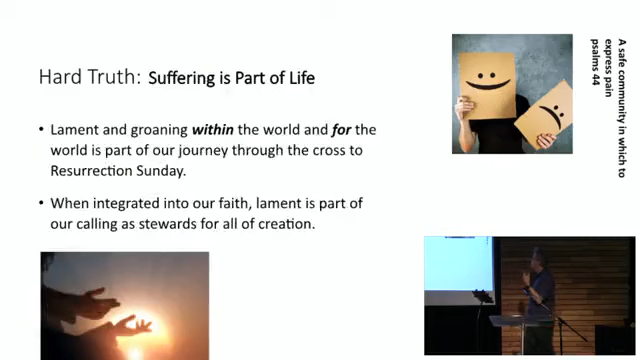 Hard Truth: Suffering is Part of Life
• Lament and groaning within the world and for the
world is part of our journey through the cross to
Resurrection Sunday.
• When integrated into our faith, lament is part of
our calling as stewards for all of creation.
A safe community in which to
express pain
psalms 44